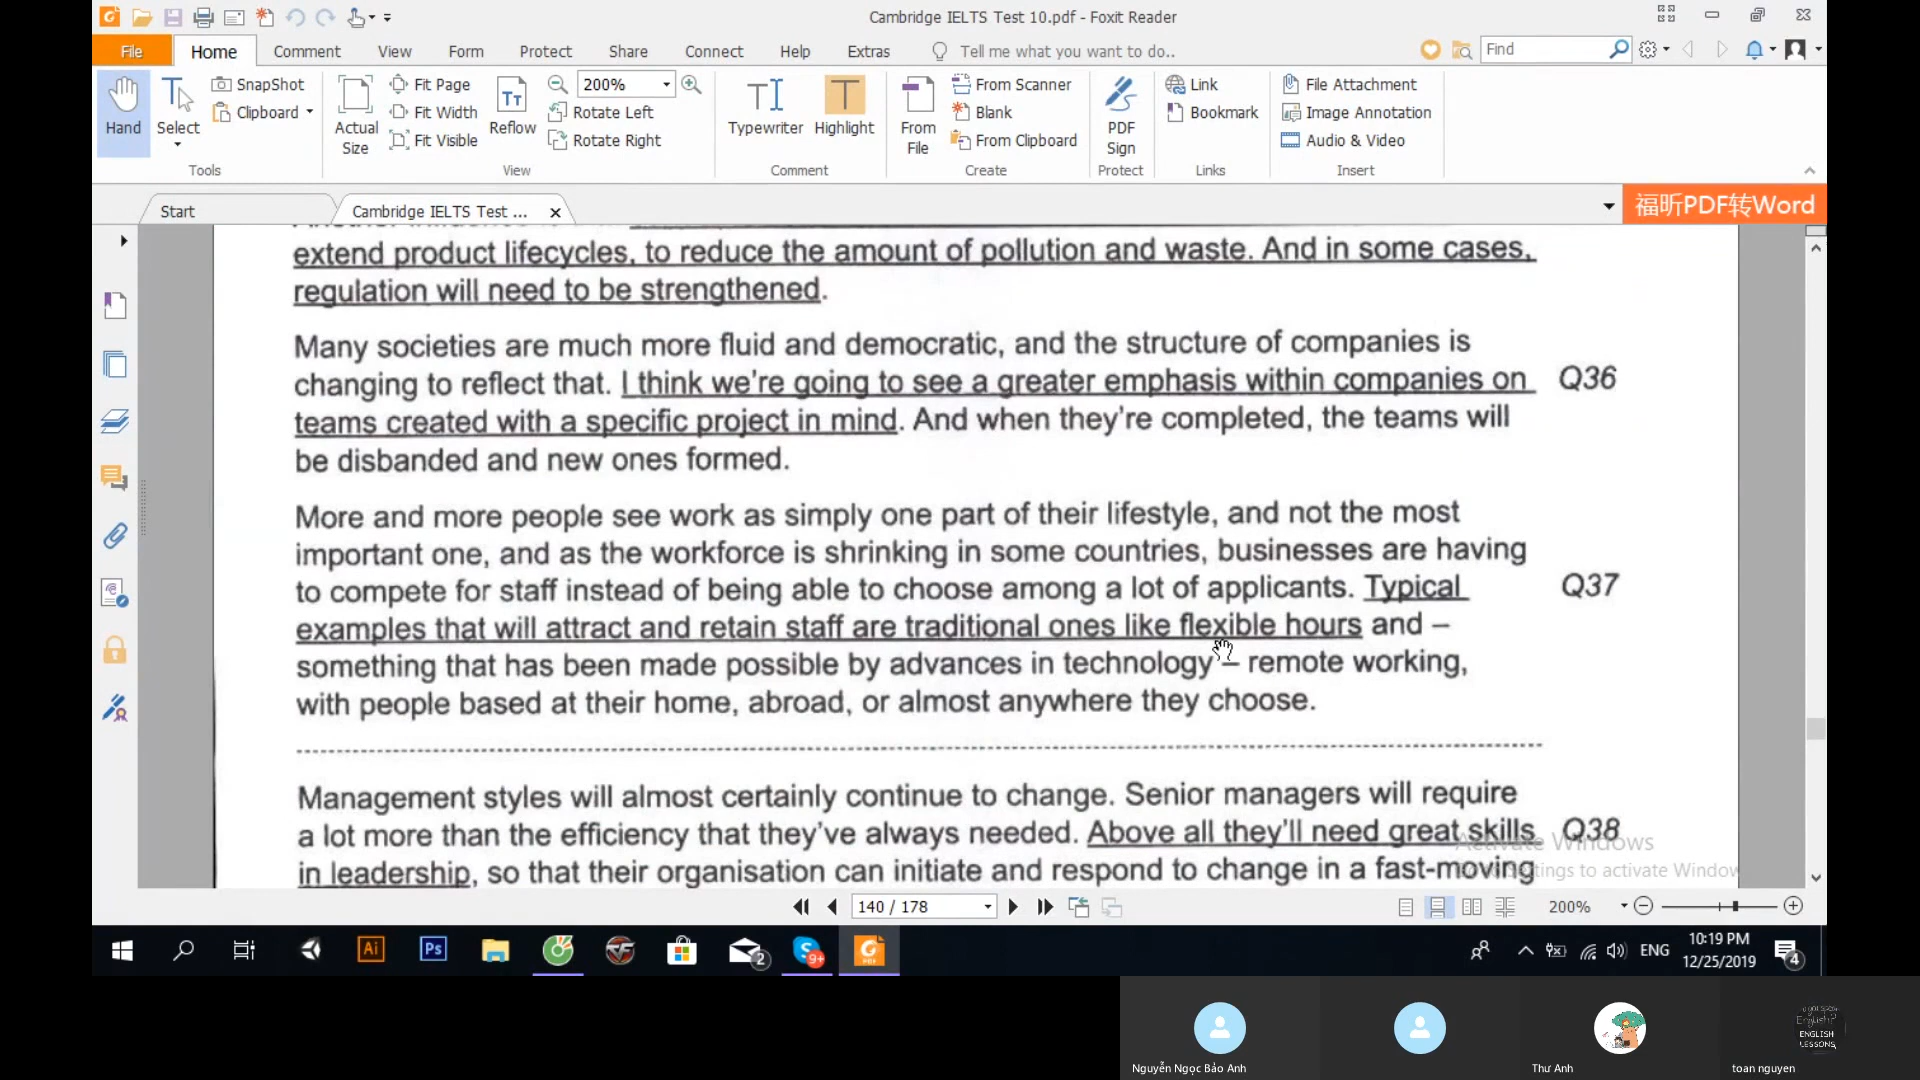 Cambridge IELTS Test 10.pdf - Foxit Reader
File Home Comment View Form Protect Share Connect Help Extras Tell me what you want to do.. Find
SnapShot Fit Page 200% From Scanner Link File Attachment
Clipboard Fit Width Rotate Left Blank Bookmark Image Annotation
Hand Select Actual Size Reflow Typewriter Highlight From File PDF Sign
Fit Visible Rotate Right From Clipboard Audio & Video
Tools View Comment Create Protect Links Insert
Start Cambridge IELTS Test ... 福昕PDF转Word
extend product lifecycles, to reduce the amount of pollution and waste. And in some cases,
regulation will need to be strengthened.
Many societies are much more fluid and democratic, and the structure of companies is
changing to reflect that. I think we're going to see a greater emphasis within companies on Q36
teams created with a specific project in mind. And when they're completed, the teams will
be disbanded and new ones formed.
More and more people see work as simply one part of their lifestyle, and not the most
important one, and as the workforce is shrinking in some countries, businesses are having
to compete for staff instead of being able to choose among a lot of applicants. Typical Q37
examples that will attract and retain staff are traditional ones like flexible hours and –
something that has been made possible by advances in technology – remote working,
with people based at their home, abroad, or almost anywhere they choose.
Management styles will almost certainly continue to change. Senior managers will require
a lot more than the efficiency that they've always needed. Above all they'll need great skills Q38
Activate Windows
in leadership, so that their organisation can initiate and respond to change in a fast-moving
Settings to activate Window
140 / 178 200%
Ai Ps 2 9+ ENG 10:19 PM
12/25/2019 4
English
ENGLISH
LESSONS
Nguyễn Ngọc Bảo Anh Thư Anh toan nguyen